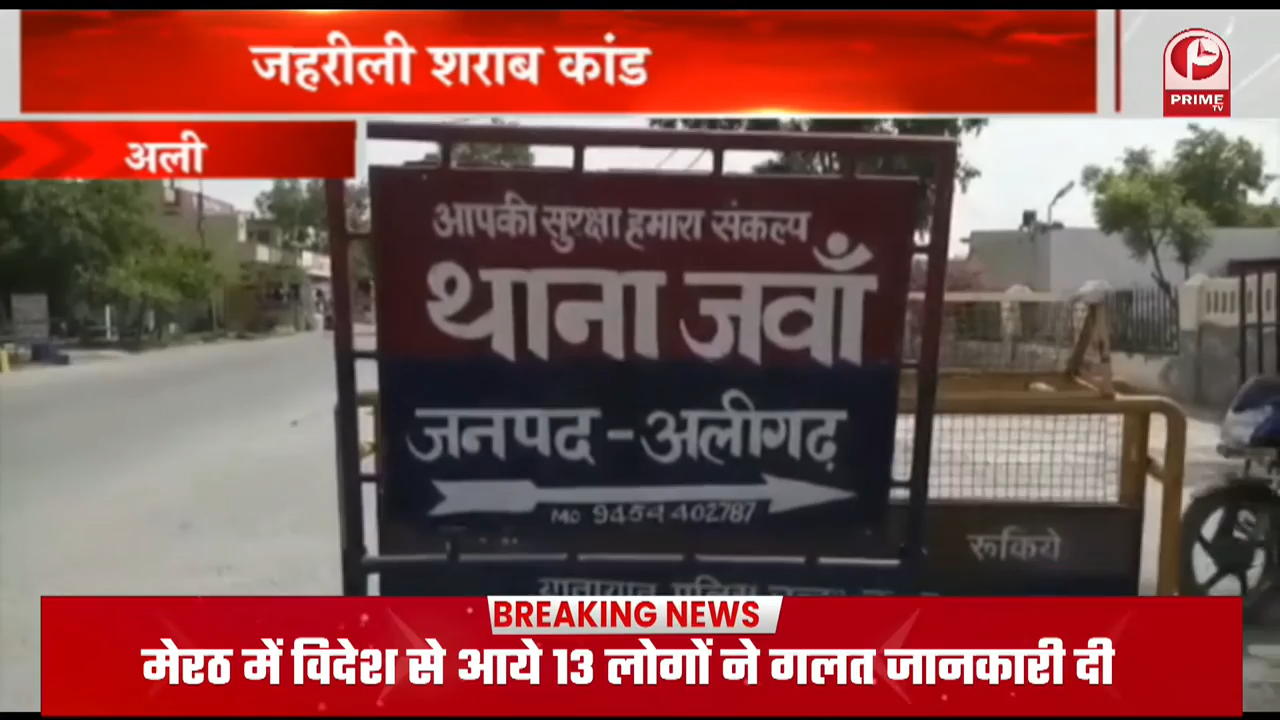 जहरीली शराब कांड
PRIME
TV
अली
आपकी सुरक्षा हमारा संकल्प
थाना जवाँ
जनपद - अलीगढ़
MO 9454402787
रूकिये
BREAKING NEWS
मेरठ में विदेश से आये 13 लोगों ने गलत जानकारी दी